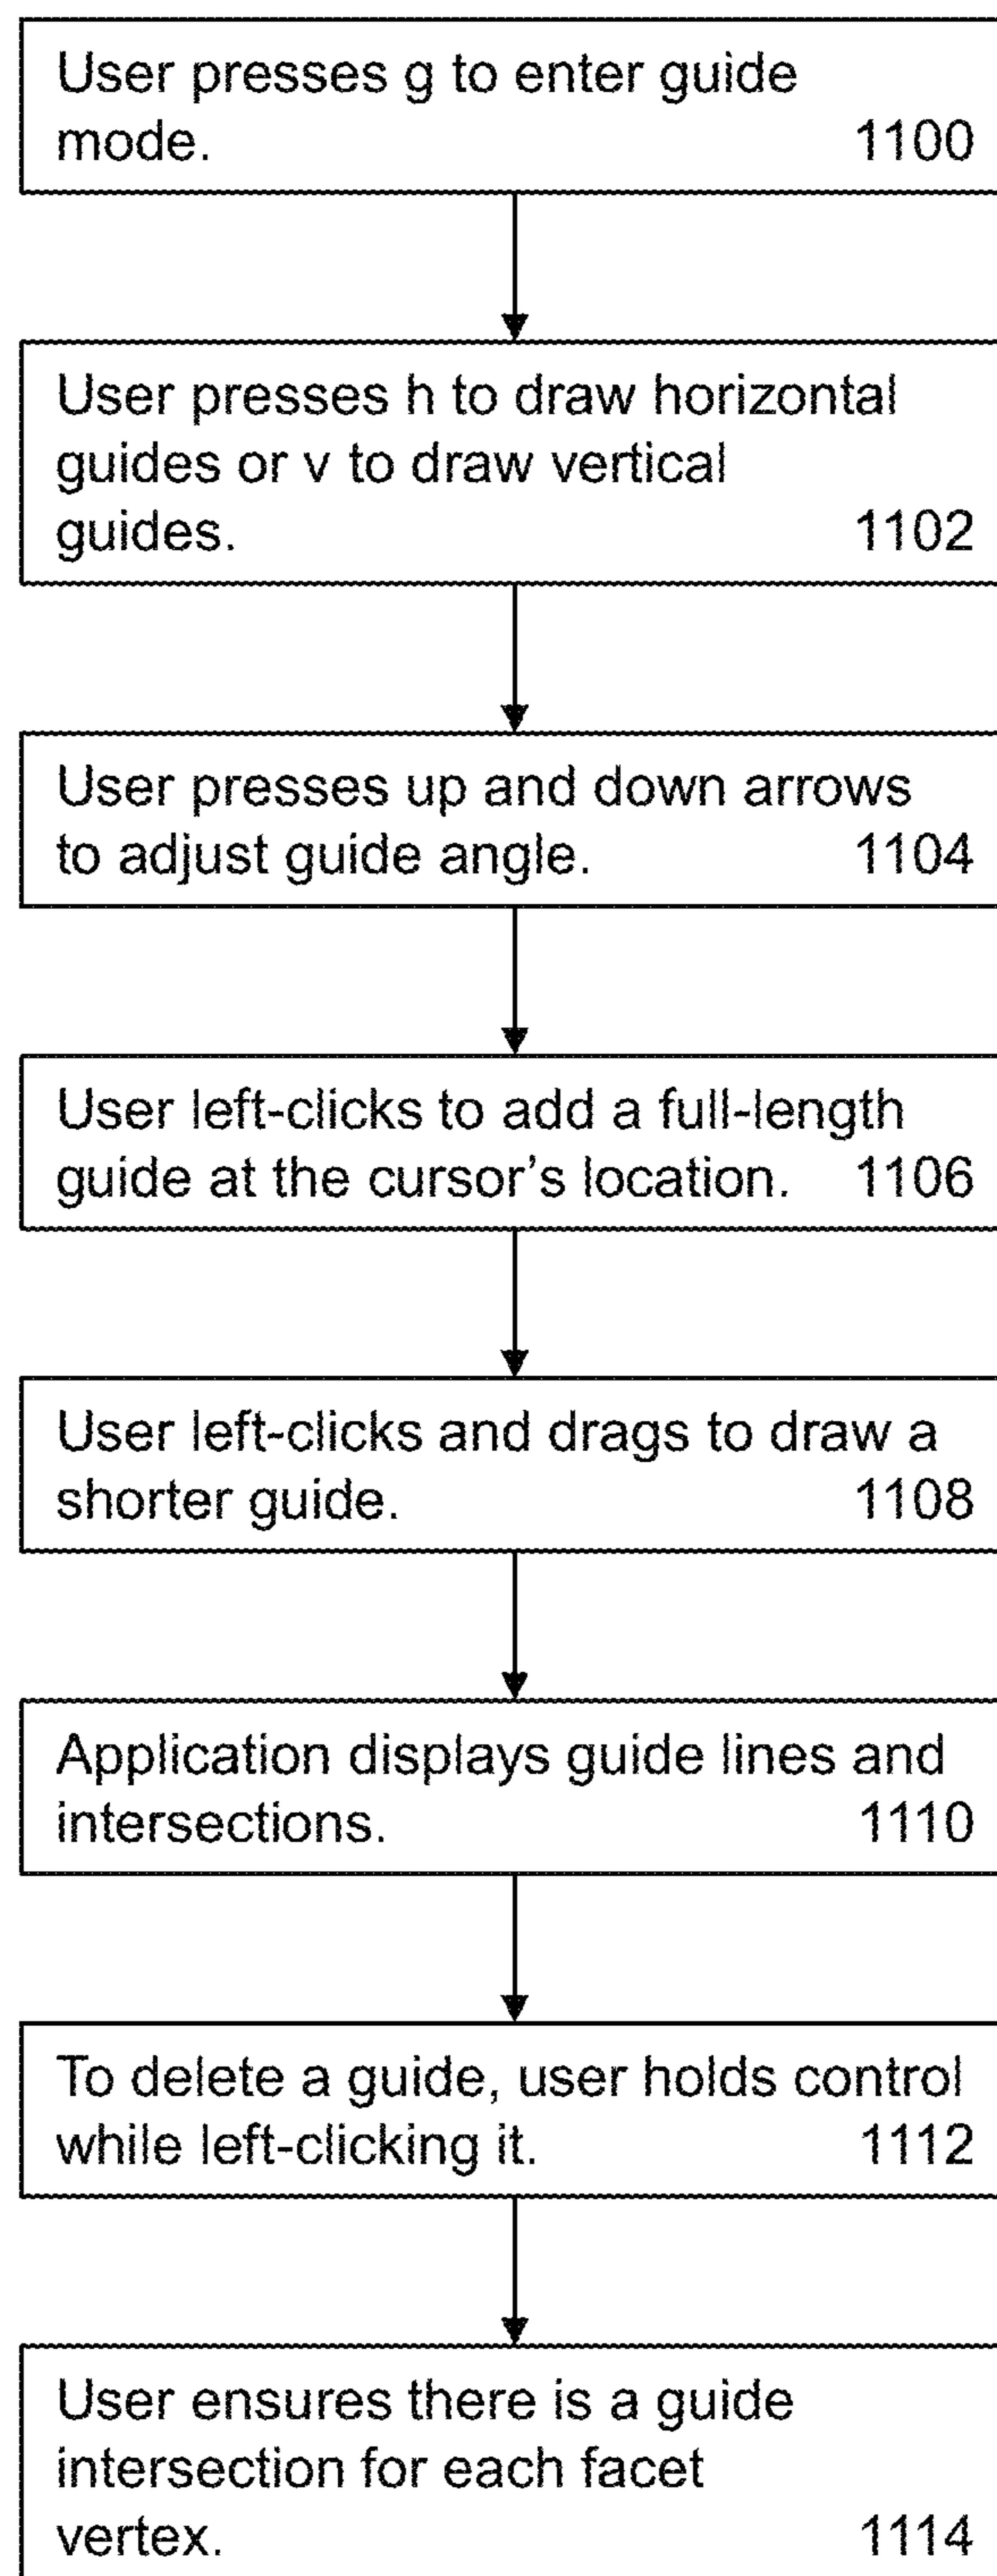 User presses g to enter guide
mode. 1100
User presses h to draw horizontal
guides or v to draw vertical
guides. 1102
User presses up and down arrows
to adjust guide angle. 1104
User left-clicks to add a full-length
guide at the cursor’s location. 1106
User left-clicks and drags to draw a
shorter guide. 1108
Application displays guide lines and
intersections. 1110
To delete a guide, user holds control
while left-clicking it. 1112
User ensures there is a guide
intersection for each facet
vertex. 1114